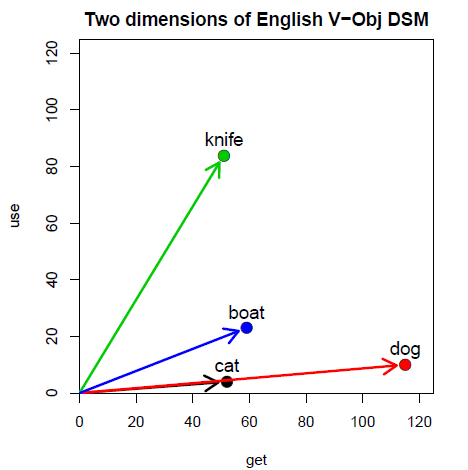 Two dimensions of English V−Obj DSM
120
100
80
60
40
20
0
use
knife
boat
cat
dog
0 20 40 60 80 100 120
get